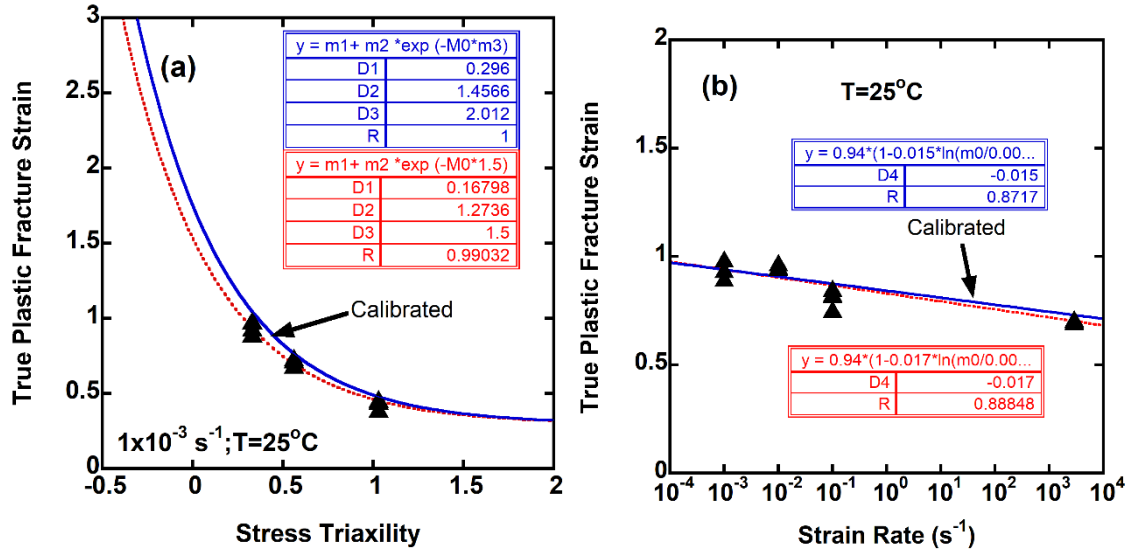 (a)
y = m1+ m2 *exp (-M0*m3)
D1 0.296
D2 1.4566
D3 2.012
R 1
y = m1+ m2 *exp (-M0*1.5)
D1 0.16798
D2 1.2736
D3 1.5
R 0.99032
Calibrated
1x10⁻³ s⁻¹;T=25°C
True Plastic Fracture Strain
3
2.5
2
1.5
1
0.5
0
-0.5 0 0.5 1 1.5 2
Stress Triaxility
(b)
T=25°C
y = 0.94*(1-0.015*ln(m0/0.00...
D4 -0.015
R 0.8717
Calibrated
y = 0.94*(1-0.017*ln(m0/0.00...
D4 -0.017
R 0.88848
True Plastic Fracture Strain
2
1.5
1
0.5
0
10⁻⁴ 10⁻³ 10⁻² 10⁻¹ 10⁰ 10¹ 10² 10³ 10⁴
Strain Rate (s⁻¹)